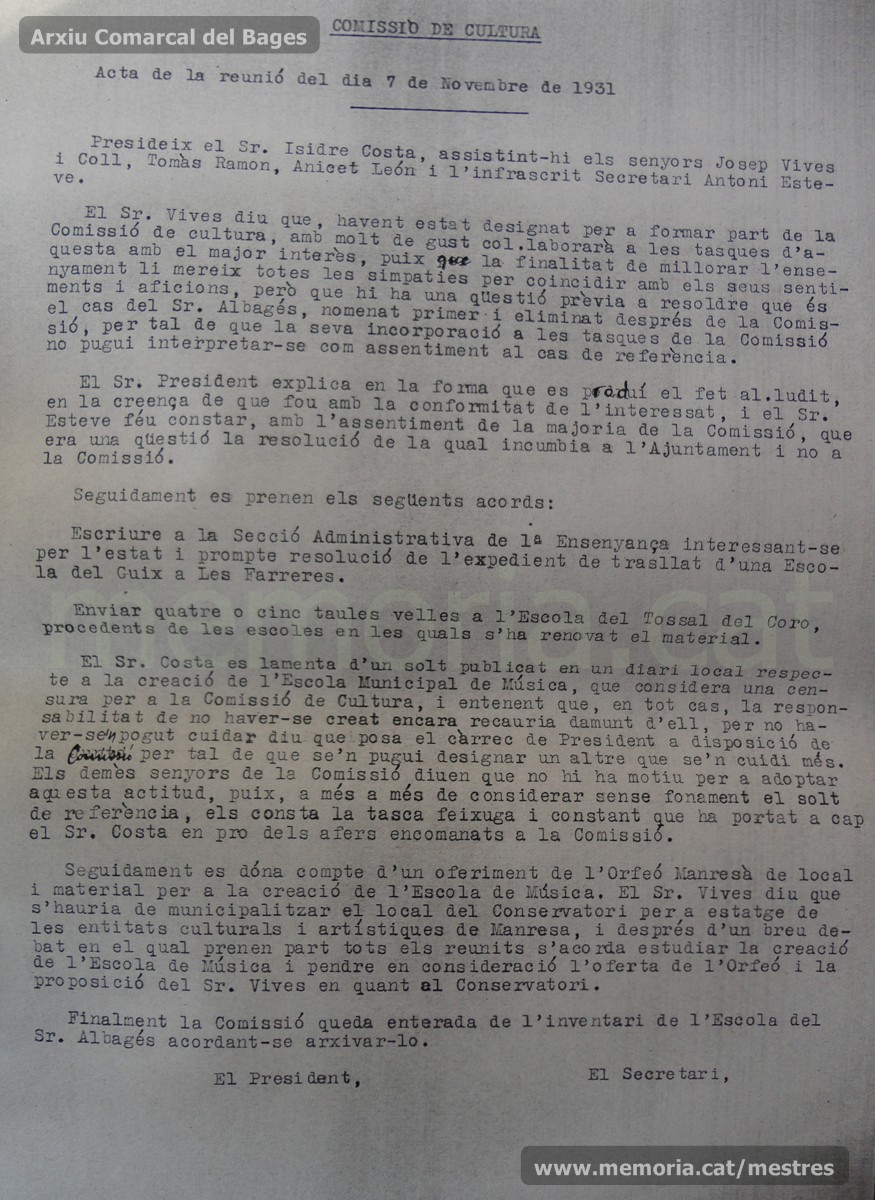 Arxiu Comarcal del Bages
COMISSIÓ DE CULTURA
Acta de la reunió del dia 7 de Novembre de 1931
Presideix el Sr. Isidre Costa, assistint-hi els senyors Josep Vives
i Coll, Tomàs Ramon, Anicet León i l'infrascrit Secretari Antoni Este-
ve.
El Sr. Vives diu que, havent estat designat per a formar part de la
Comissió de cultura, amb molt de gust col.laborarà a les tasques d'a-
questa amb el major interès, puix que la finalitat de millorar l'ense-
nyament li mereix totes les simpaties per coincidir amb els seus senti-
ments i aficions, però que hi ha una qüestió prèvia a resoldre que és
el cas del Sr. Albagés, nomenat primer i eliminat després de la Comis-
sió, per tal de que la seva incorporació a les tasques de la Comissió
no pugui interpretar-se com assentiment al cas de referència.
El Sr. President explica en la forma que es produí el fet al.ludit,
en la creença de que fou amb la conformitat de l'interessat, i el Sr.
Esteve féu constar, amb l'assentiment de la majoria de la Comissió, que
era una qüestió la resolució de la qual incumbia a l'Ajuntament i no a
la Comissió.
Seguidament es prenen els següents acords:
Escriure a la Secció Administrativa de 1ª Ensenyança interessant-se
per l'estat i prompte resolució de l'expedient de trasllat d'una Esco-
la del Guix a Les Farreres.
Enviar quatre o cinc taules velles a l'Escola del Tossal del Coro,
procedents de les escoles en les quals s'ha renovat el material.
El Sr. Costa es lamenta d'un solt publicat en un diari local respec-
te a la creació de l'Escola Municipal de Música, que considera una cen-
sura per a la Comissió de Cultura, i entenent que, en tot cas, la respon-
sabilitat de no haver-se creat encara recauria damunt d'ell, per no ha-
ver-se'n pogut cuidar diu que posa el càrrec de President a disposició de
la Comissió per tal de que se'n pugui designar un altre que se'n cuidi més.
Els demès senyors de la Comissió diuen que no hi ha motiu per a adoptar
aquesta actitud, puix, a més a més de considerar sense fonament el solt
de referència, els consta la tasca feixuga i constant que ha portat a cap
el Sr. Costa en pro dels afers encomanats a la Comissió.
Seguidament es dóna compte d'un oferiment de l'Orfeó Manresà de local
i material per a la creació de l'Escola de Música. El Sr. Vives diu que
s'hauria de municipalitzar el local del Conservatori per a estatge de
les entitats culturals i artístiques de Manresa, i després d'un breu de-
bat en el qual prenen part tots els reunits s'acorda estudiar la creació
de l'Escola de Música i pendre en consideració l'oferta de l'Orfeó i la
proposició del Sr. Vives en quant al Conservatori.
Finalment la Comissió queda enterada de l'inventari de l'Escola del
Sr. Albagés acordant-se arxivar-lo.
El President,
El Secretari,
memoria.cat
www.memoria.cat/mestres